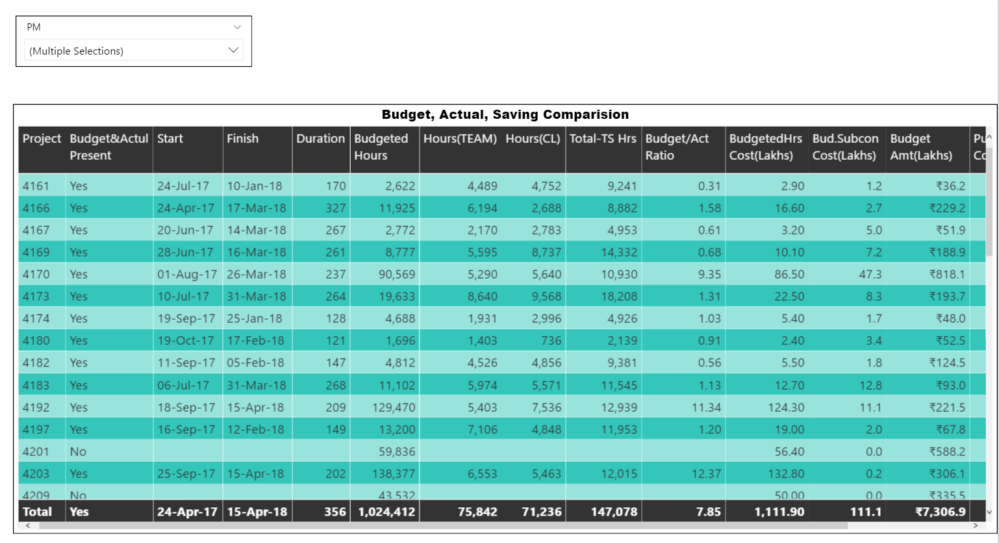 PM
(Multiple Selections)
Budget, Actual, Saving Comparision
Project Budget&Actul Present Start Finish Duration Budgeted Hours Hours(TEAM) Hours(CL) Total-TS Hrs Budget/Act Ratio BudgetedHrs Cost(Lakhs) Bud.Subcon Cost(Lakhs) Budget Amt(Lakhs)
4161 Yes 24-Jul-17 10-Jan-18 170 2,622 4,489 4,752 9,241 0.31 2.90 1.2 ₹36.2
4166 Yes 24-Apr-17 17-Mar-18 327 11,925 6,194 2,688 8,882 1.58 16.60 2.7 ₹229.2
4167 Yes 20-Jun-17 14-Mar-18 267 2,772 2,170 2,783 4,953 0.61 3.20 5.0 ₹51.9
4169 Yes 28-Jun-17 16-Mar-18 261 8,777 5,595 8,737 14,332 0.68 10.10 7.2 ₹188.9
4170 Yes 01-Aug-17 26-Mar-18 237 90,569 5,290 5,640 10,930 9.35 86.50 47.3 ₹818.1
4173 Yes 10-Jul-17 31-Mar-18 264 19,633 8,640 9,568 18,208 1.31 22.50 8.3 ₹193.7
4174 Yes 19-Sep-17 25-Jan-18 128 4,688 1,931 2,996 4,926 1.03 5.40 1.7 ₹48.0
4180 Yes 19-Oct-17 17-Feb-18 121 1,696 1,403 736 2,139 0.91 2.40 3.4 ₹52.5
4182 Yes 11-Sep-17 05-Feb-18 147 4,812 4,526 4,856 9,381 0.56 5.50 1.8 ₹124.5
4183 Yes 06-Jul-17 31-Mar-18 268 11,102 5,974 5,571 11,545 1.13 12.70 12.8 ₹93.0
4192 Yes 18-Sep-17 15-Apr-18 209 129,470 5,403 7,536 12,939 11.34 124.30 11.1 ₹221.5
4197 Yes 16-Sep-17 12-Feb-18 149 13,200 7,106 4,848 11,953 1.20 19.00 2.0 ₹67.8
4201 No 59,836 56.40 0.0 ₹588.2
4203 Yes 25-Sep-17 15-Apr-18 202 138,377 6,553 5,463 12,015 12.37 132.80 0.2 ₹306.1
4209 No 43,532 50.00 0.0 ₹335.5
Total Yes 24-Apr-17 15-Apr-18 356 1,024,412 75,842 71,236 147,078 7.85 1,111.90 111.1 ₹7,306.9